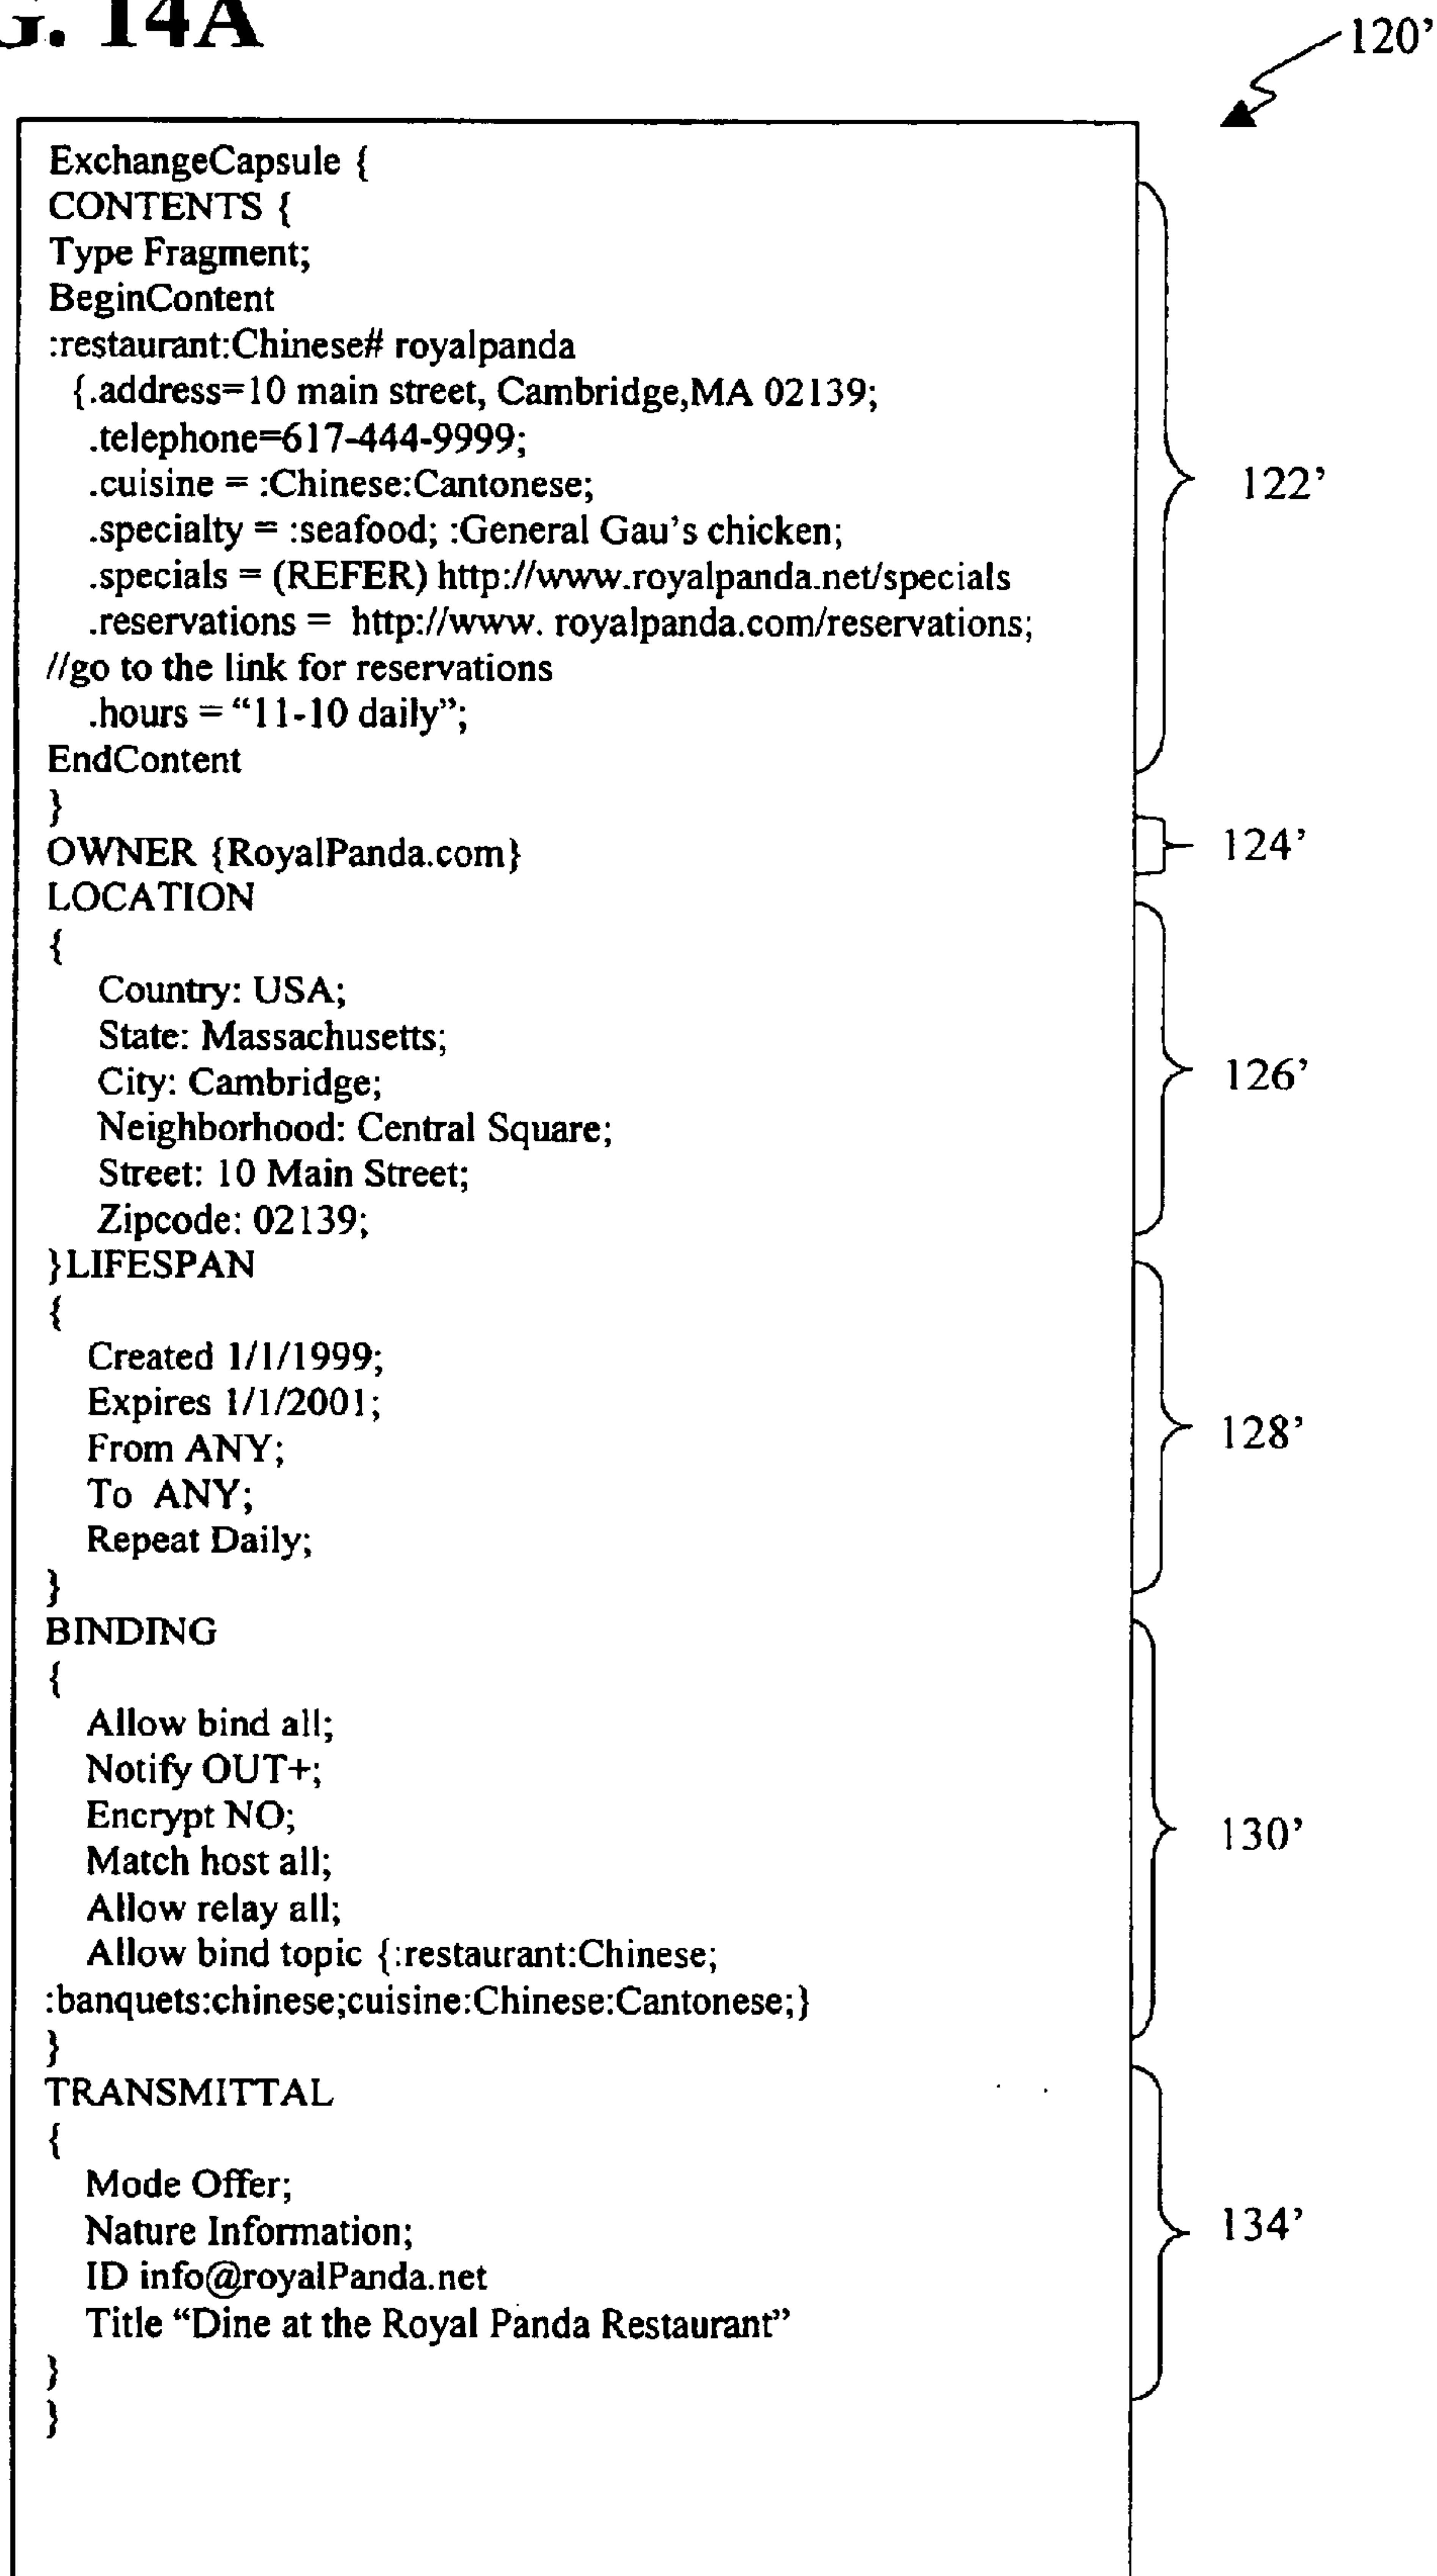 G. 14A
120’
ExchangeCapsule {
CONTENTS {
Type Fragment;
BeginContent
:restaurant:Chinese# royalpanda
{.address=10 main street, Cambridge,MA 02139;
.telephone=617-444-9999;
.cuisine = :Chinese:Cantonese;
122’
.specialty = :seafood; :General Gau’s chicken;
.specials = (REFER) http://www.royalpanda.net/specials
.reservations = http://www. royalpanda.com/reservations;
//go to the link for reservations
.hours = “11-10 daily”;
EndContent
}
OWNER {RoyalPanda.com}
124’
LOCATION
{
Country: USA;
State: Massachusetts;
City: Cambridge;
126’
Neighborhood: Central Square;
Street: 10 Main Street;
Zipcode: 02139;
}LIFESPAN
{
Created 1/1/1999;
Expires 1/1/2001;
128’
From ANY;
To ANY;
Repeat Daily;
}
BINDING
{
Allow bind all;
Notify OUT+;
Encrypt NO;
130’
Match host all;
Allow relay all;
Allow bind topic {:restaurant:Chinese;
:banquets:chinese;cuisine:Chinese:Cantonese;}
}
TRANSMITTAL
{
Mode Offer;
Nature Information;
134’
ID info@royalPanda.net
Title “Dine at the Royal Panda Restaurant”
}
}